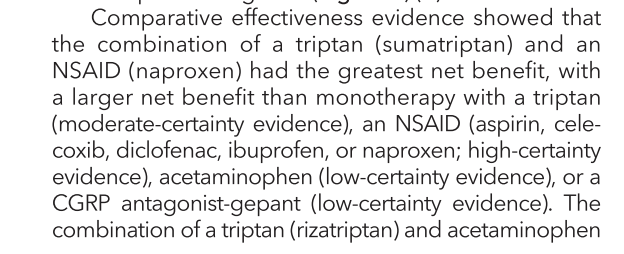 Comparative effectiveness evidence showed that
the combination of a triptan (sumatriptan) and an
NSAID (naproxen) had the greatest net benefit, with
a larger net benefit than monotherapy with a triptan
(moderate-certainty evidence), an NSAID (aspirin, cele-
coxib, diclofenac, ibuprofen, or naproxen; high-certainty
evidence), acetaminophen (low-certainty evidence), or a
CGRP antagonist-gepant (low-certainty evidence). The
combination of a triptan (rizatriptan) and acetaminophen